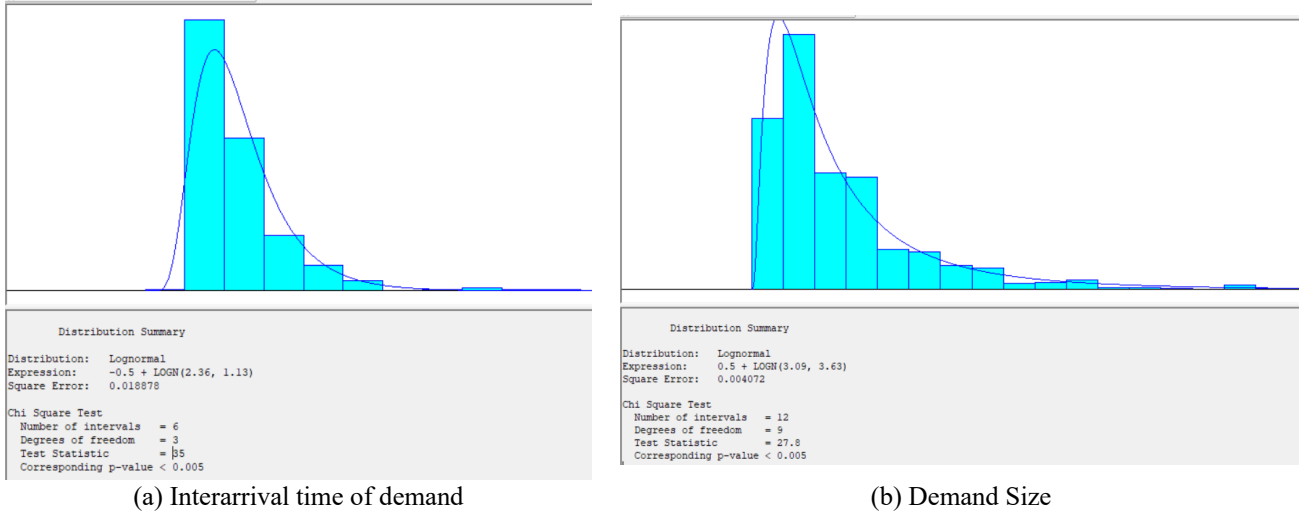 Distribution Summary
Distribution: Lognormal
Expression: -0.5 + LOGN(2.36, 1.13)
Square Error: 0.018878
Chi Square Test
Number of intervals = 6
Degrees of freedom = 3
Test Statistic = 35
Corresponding p-value < 0.005
(a) Interarrival time of demand
Distribution Summary
Distribution: Lognormal
Expression: 0.5 + LOGN(3.09, 3.63)
Square Error: 0.004072
Chi Square Test
Number of intervals = 12
Degrees of freedom = 9
Test Statistic = 27.8
Corresponding p-value < 0.005
(b) Demand Size